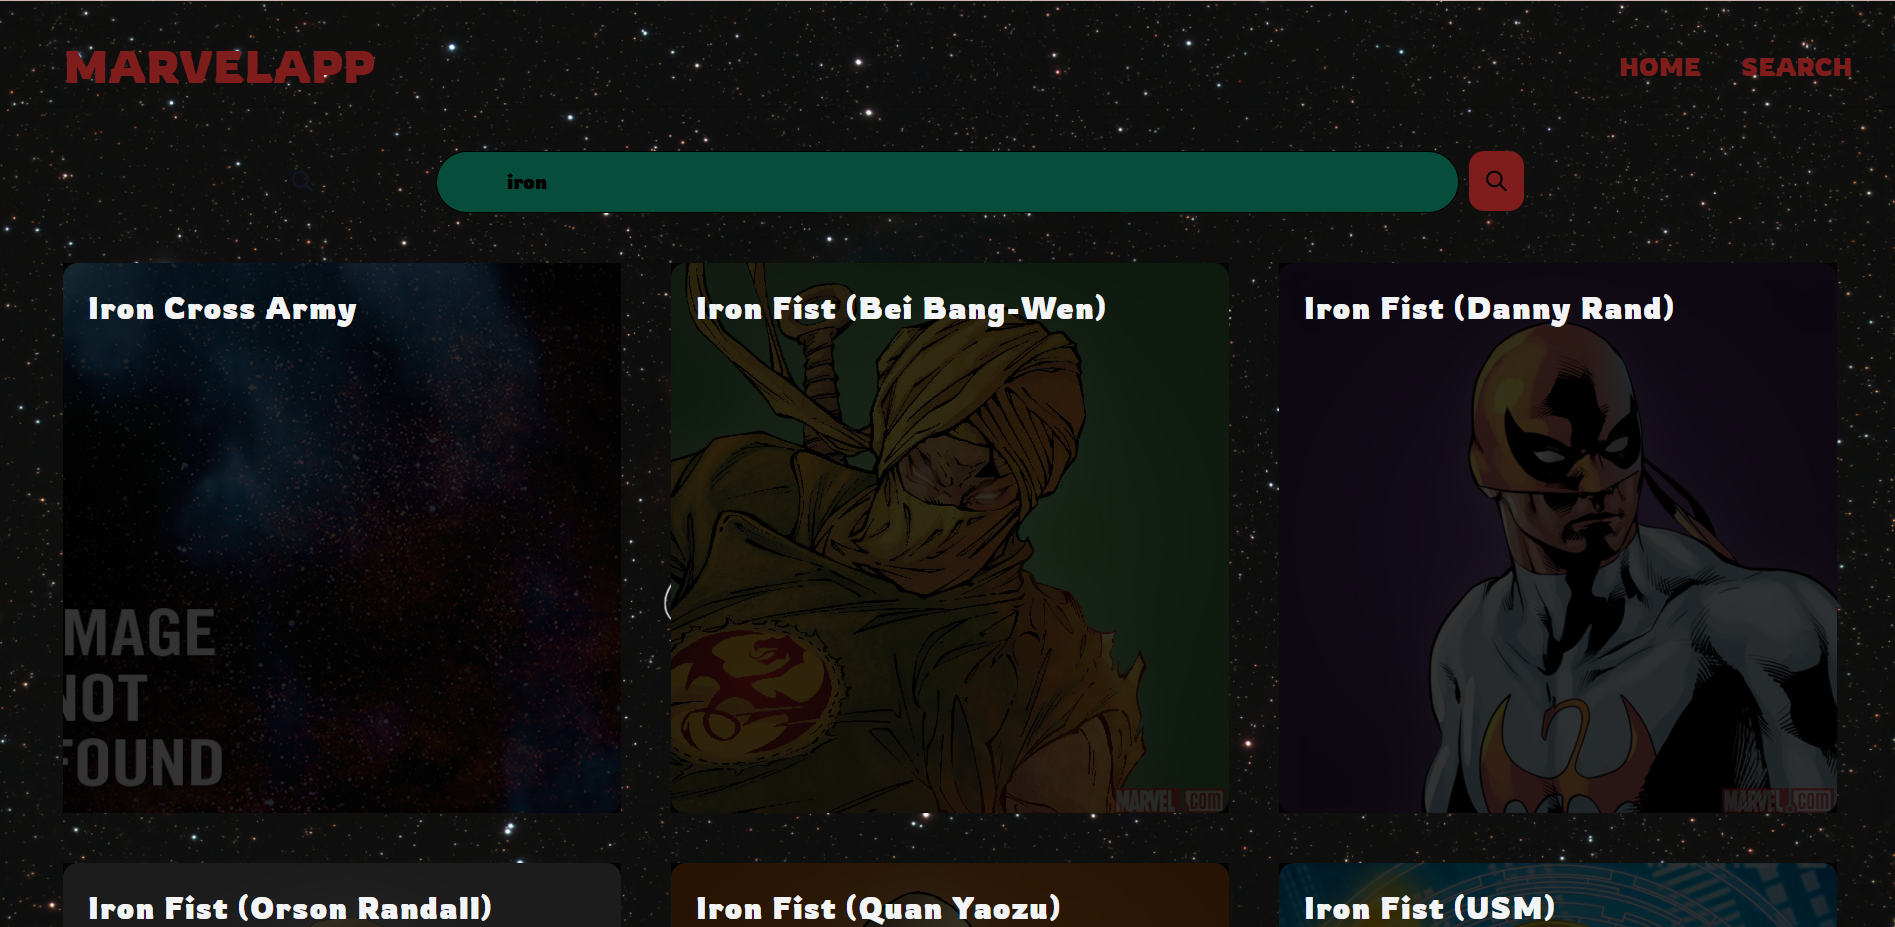 MARVELAPP
HOME SEARCH
iron
Iron Cross Army
MAGE
NOT
FOUND
Iron Fist (Bei Bang-Wen)
MARVEL.com
Iron Fist (Danny Rand)
MARVEL.com
Iron Fist (Orson Randall)
Iron Fist (Quan Yaozu)
Iron Fist (USM)